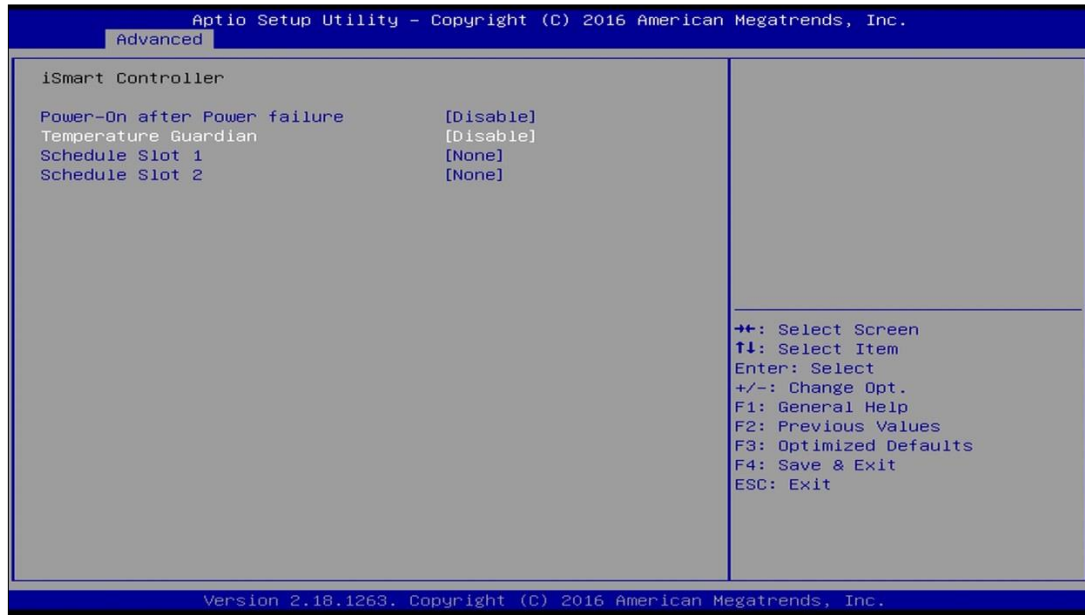 Aptio Setup Utility – Copyright (C) 2016 American Megatrends, Inc.
Advanced
iSmart Controller
Power-On after Power failure [Disable]
Temperature Guardian [Disable]
Schedule Slot 1 [None]
Schedule Slot 2 [None]
→←: Select Screen
↑↓: Select Item
Enter: Select
+/-: Change Opt.
F1: General Help
F2: Previous Values
F3: Optimized Defaults
F4: Save & Exit
ESC: Exit
Version 2.18.1263. Copyright (C) 2016 American Megatrends, Inc.